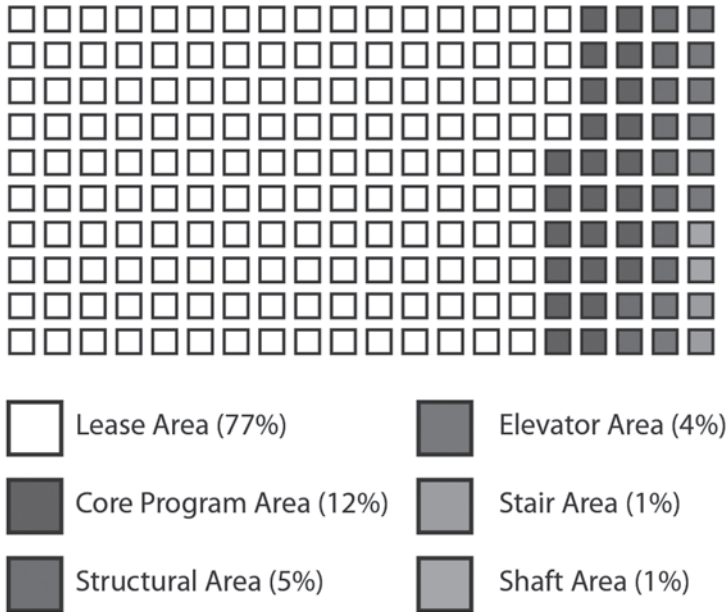 Lease Area (77%)
Elevator Area (4%)
Core Program Area (12%)
Stair Area (1%)
Structural Area (5%)
Shaft Area (1%)